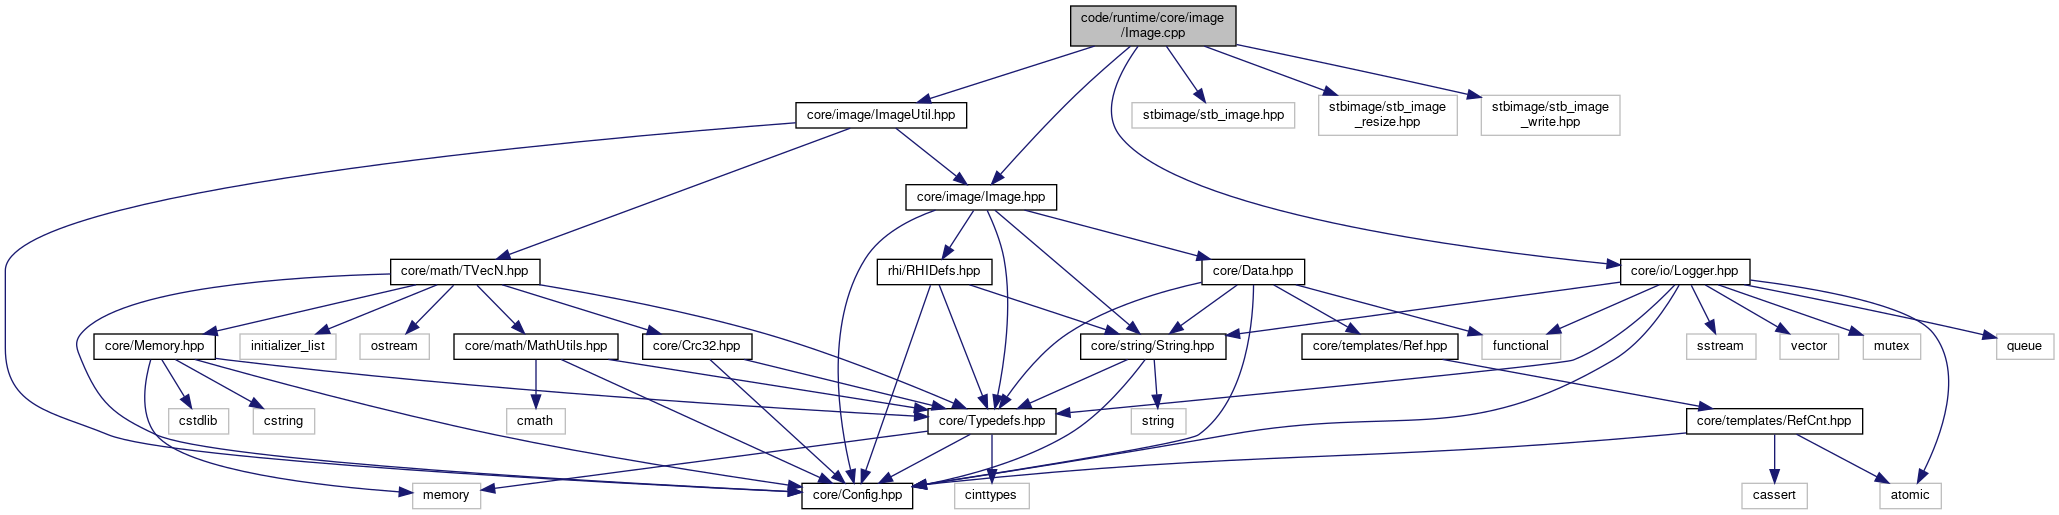 code/runtime/core/image
/Image.cpp
core/image/ImageUtil.hpp
stbimage/stb_image.hpp
stbimage/stb_image
_resize.hpp
stbimage/stb_image
_write.hpp
core/image/Image.hpp
core/math/TVecN.hpp
rhi/RHIDefs.hpp
core/Data.hpp
core/io/Logger.hpp
core/Memory.hpp
initializer_list
ostream
core/math/MathUtils.hpp
core/Crc32.hpp
core/string/String.hpp
core/templates/Ref.hpp
functional
sstream
vector
mutex
queue
cstdlib
cstring
cmath
core/Typedefs.hpp
string
core/templates/RefCnt.hpp
memory
core/Config.hpp
cinttypes
cassert
atomic